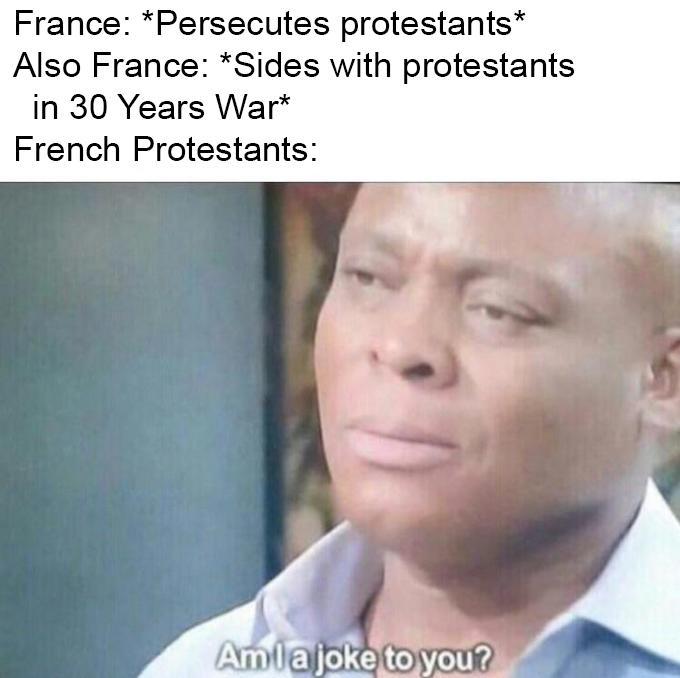 France: *Persecutes protestants*
Also France: *Sides with protestants
in 30 Years War*
French Protestants:
Am I a joke to you?